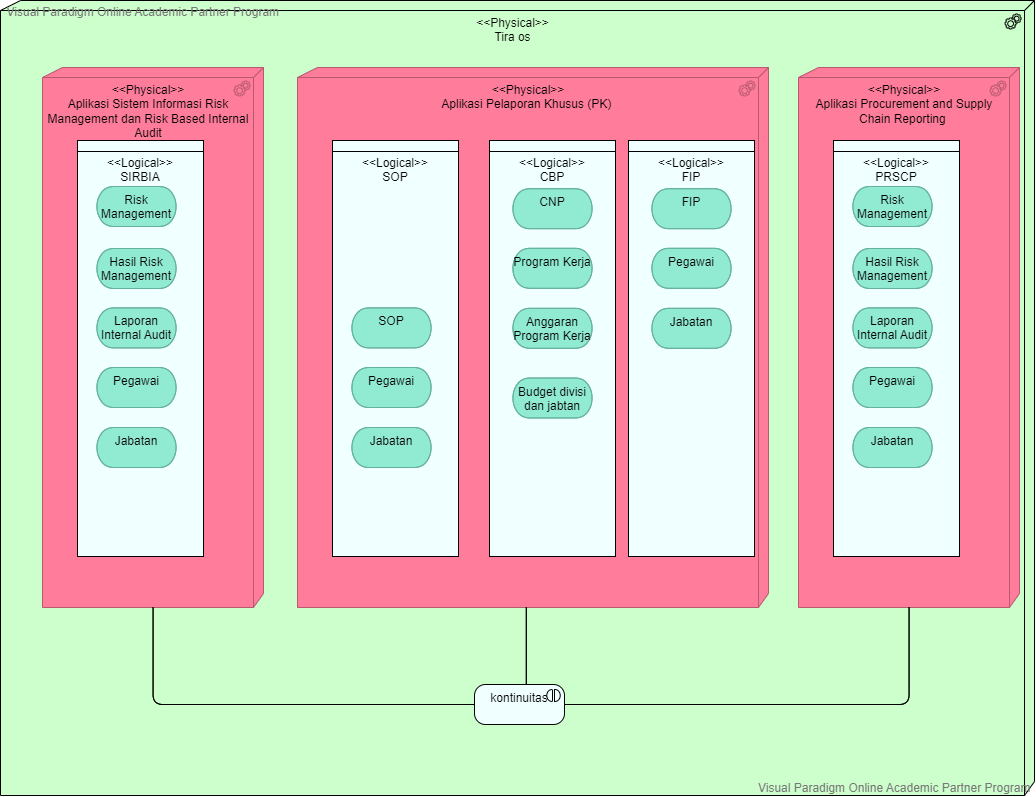 Visual Paradigm Online Academic Partner Program
<<Physical>>
Tira os
<<Physical>>
Aplikasi Sistem Informasi Risk
Management dan Risk Based Internal
Audit
<<Logical>>
SIRBIA
Risk
Management
Hasil Risk
Management
Laporan
Internal Audit
Pegawai
Jabatan
<<Physical>>
Aplikasi Pelaporan Khusus (PK)
<<Logical>>
SOP
SOP
Pegawai
Jabatan
<<Logical>>
CBP
CNP
Program Kerja
Anggaran
Program Kerja
Budget divisi
dan jabtan
<<Logical>>
FIP
FIP
Pegawai
Jabatan
<<Physical>>
Aplikasi Procurement and Supply
Chain Reporting
<<Logical>>
PRSCP
Risk
Management
Hasil Risk
Management
Laporan
Internal Audit
Pegawai
Jabatan
kontinuitas
Visual Paradigm Online Academic Partner Program